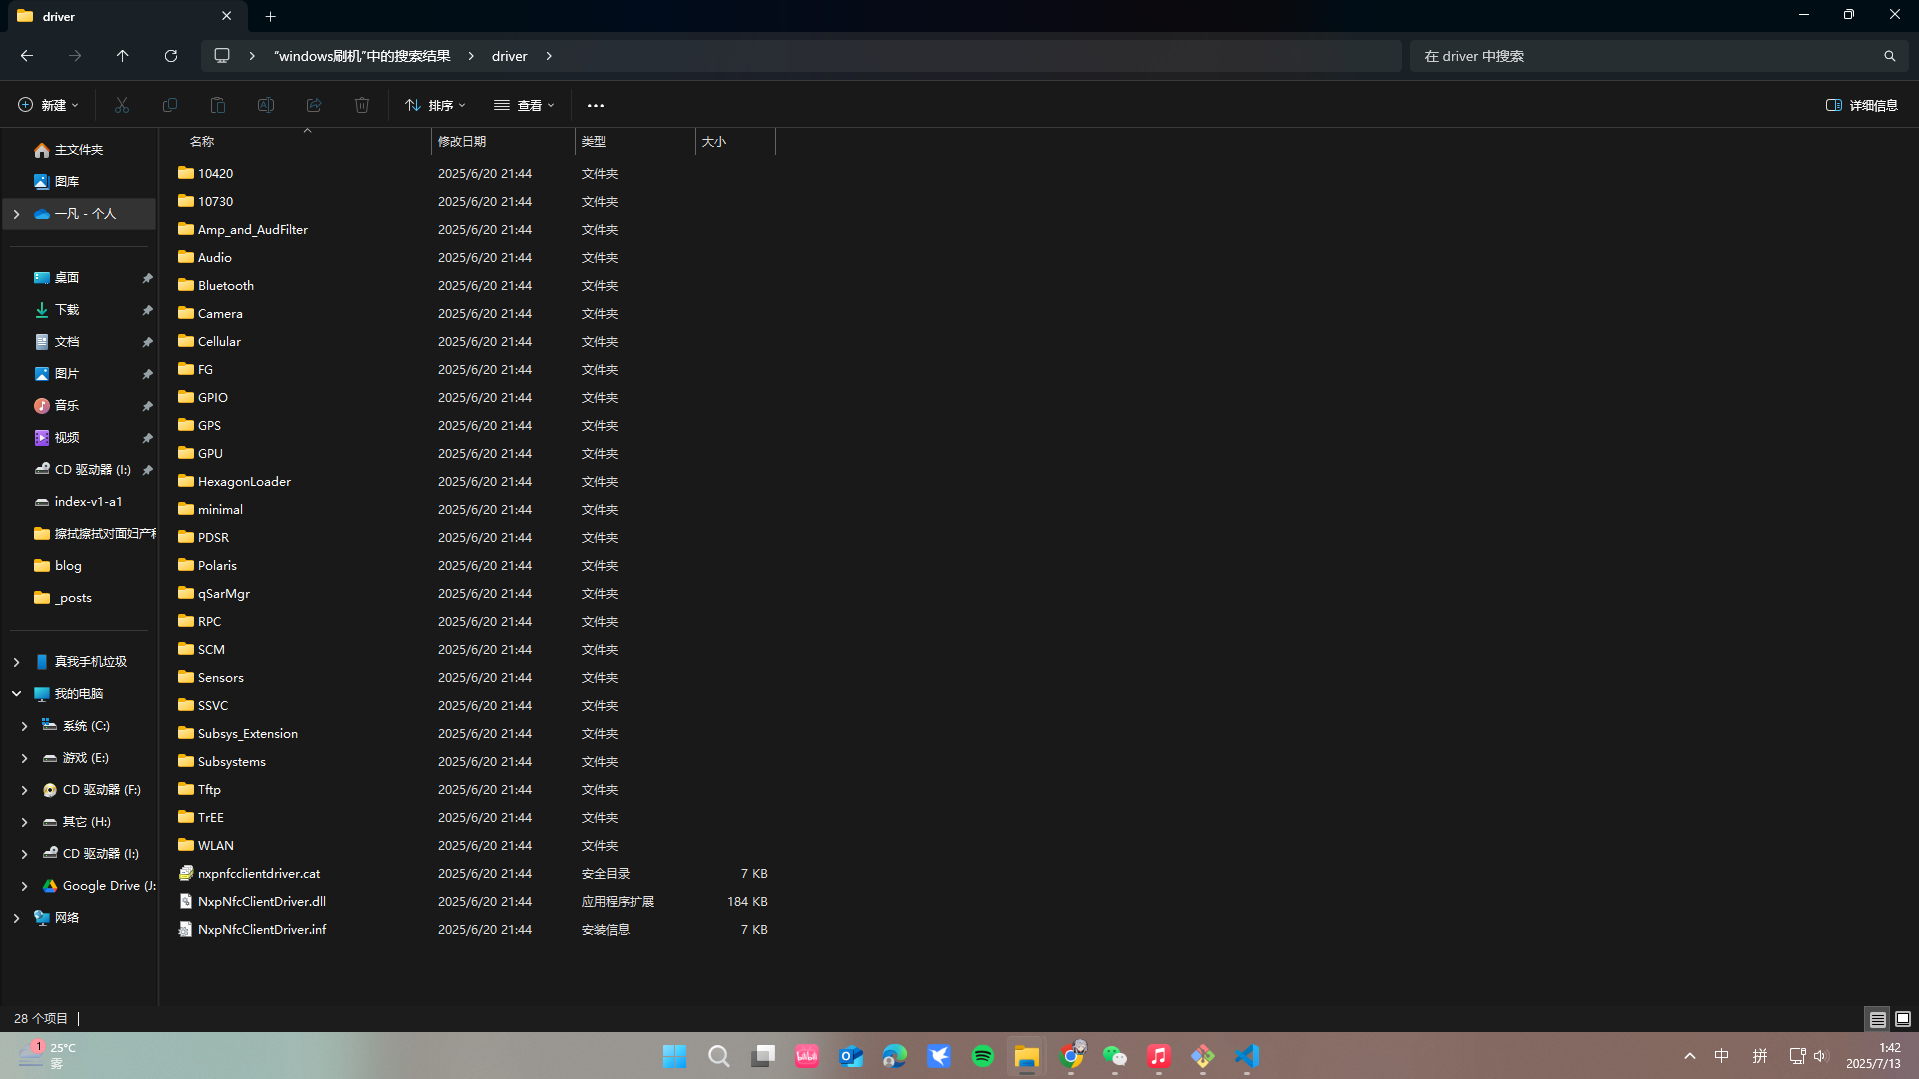 driver
"windows刷机"中的搜索结果 driver
在 driver 中搜索
新建 排序 查看 详细信息
名称 修改日期 类型 大小
主文件夹
图库
一凡 - 个人
桌面
下载
文档
图片
音乐
视频
CD 驱动器 (I:)
index-v1-a1
擦拭擦拭对面妇产科
blog
_posts
真我手机垃圾
我的电脑
系统 (C:)
游戏 (E:)
CD 驱动器 (F:)
其它 (H:)
CD 驱动器 (I:)
Google Drive (J:
网络
10420 2025/6/20 21:44 文件夹
10730 2025/6/20 21:44 文件夹
Amp_and_AudFilter 2025/6/20 21:44 文件夹
Audio 2025/6/20 21:44 文件夹
Bluetooth 2025/6/20 21:44 文件夹
Camera 2025/6/20 21:44 文件夹
Cellular 2025/6/20 21:44 文件夹
FG 2025/6/20 21:44 文件夹
GPIO 2025/6/20 21:44 文件夹
GPS 2025/6/20 21:44 文件夹
GPU 2025/6/20 21:44 文件夹
HexagonLoader 2025/6/20 21:44 文件夹
minimal 2025/6/20 21:44 文件夹
PDSR 2025/6/20 21:44 文件夹
Polaris 2025/6/20 21:44 文件夹
qSarMgr 2025/6/20 21:44 文件夹
RPC 2025/6/20 21:44 文件夹
SCM 2025/6/20 21:44 文件夹
Sensors 2025/6/20 21:44 文件夹
SSVC 2025/6/20 21:44 文件夹
Subsys_Extension 2025/6/20 21:44 文件夹
Subsystems 2025/6/20 21:44 文件夹
Tftp 2025/6/20 21:44 文件夹
TrEE 2025/6/20 21:44 文件夹
WLAN 2025/6/20 21:44 文件夹
nxpnfcclientdriver.cat 2025/6/20 21:44 安全目录 7 KB
NxpNfcClientDriver.dll 2025/6/20 21:44 应用程序扩展 184 KB
NxpNfcClientDriver.inf 2025/6/20 21:44 安装信息 7 KB
28 个项目
1
25°C
雾
中 拼
1:42
2025/7/13